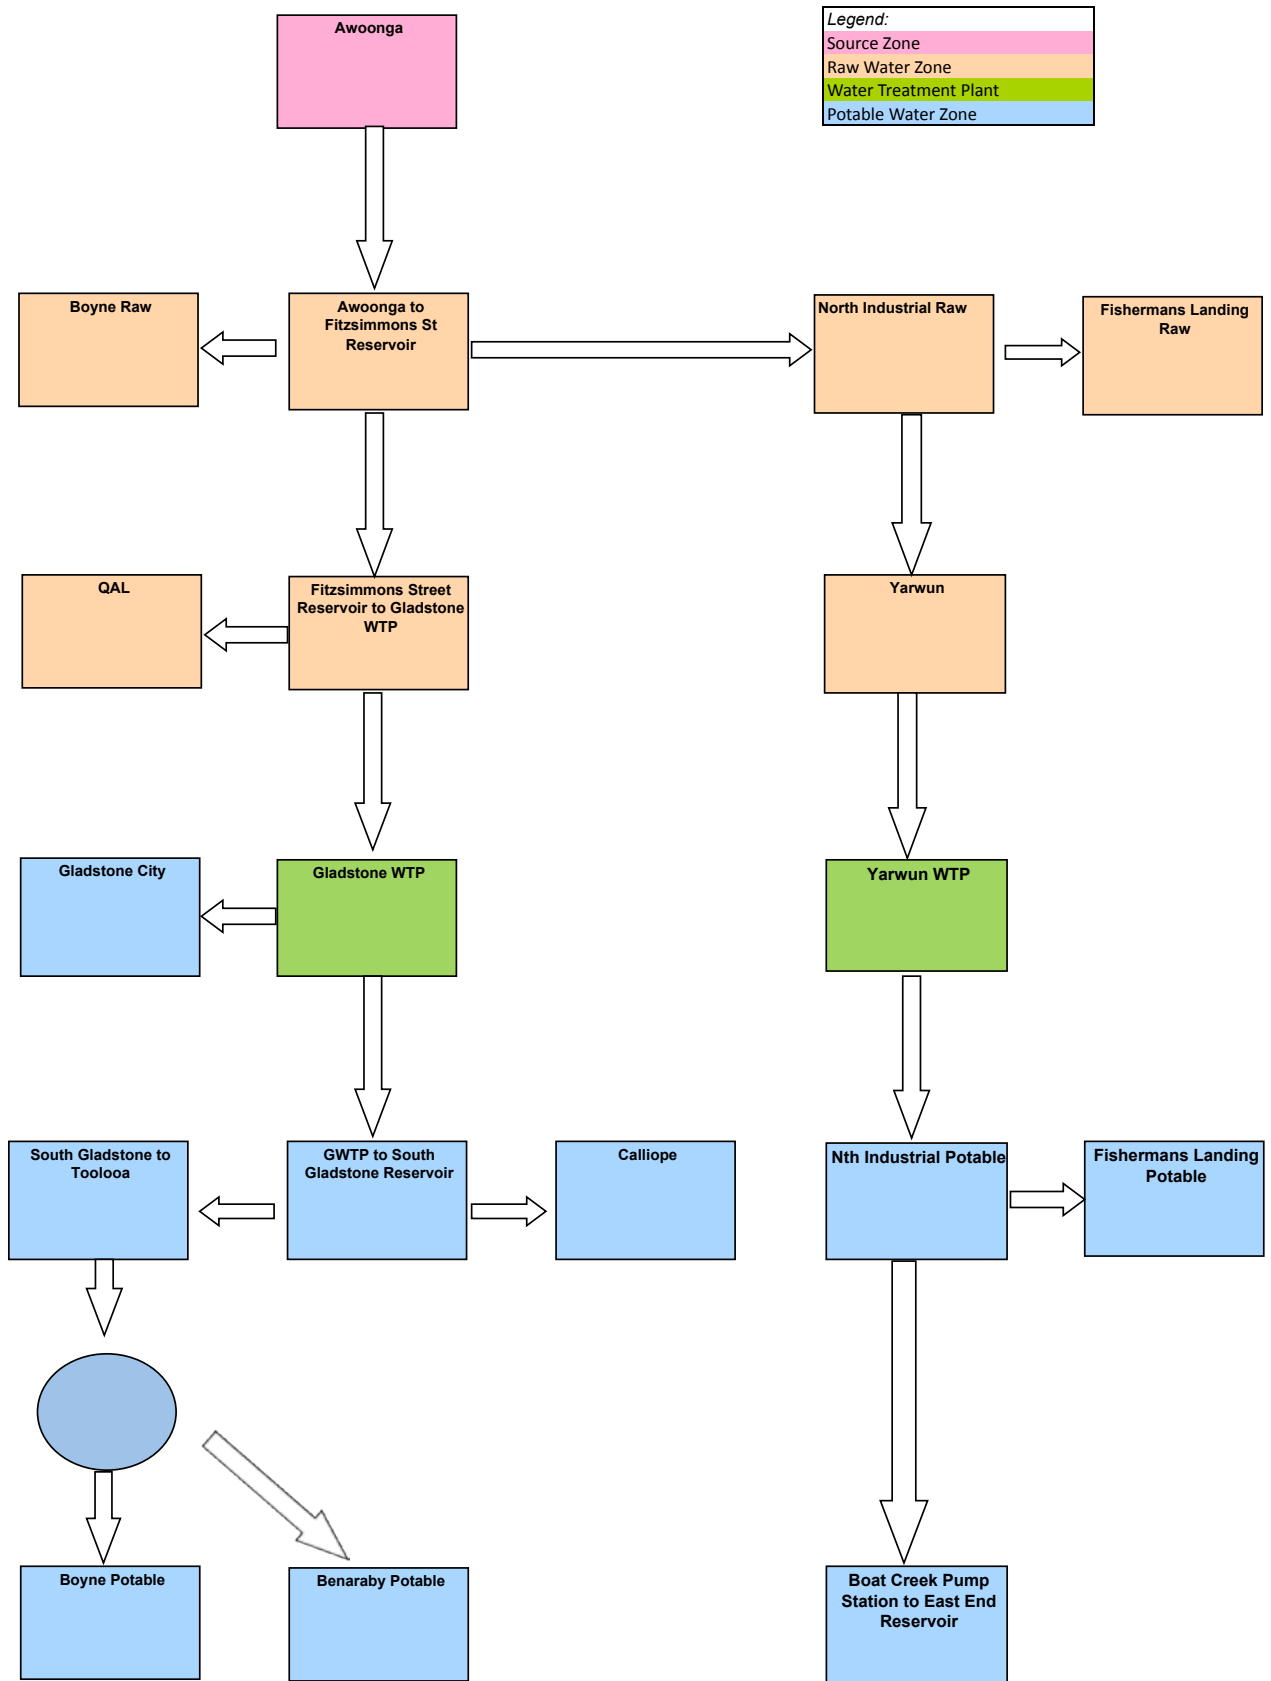 Awoonga
Legend:
Source Zone
Raw Water Zone
Water Treatment Plant
Potable Water Zone
Boyne Raw
Awoonga to
Fitzsimmons St
Reservoir
North Industrial Raw
Fishermans Landing
Raw
QAL
Fitzsimmons Street
Reservoir to Gladstone
WTP
Yarwun
Gladstone City
Gladstone WTP
Yarwun WTP
South Gladstone to
Toolooa
GWTP to South
Gladstone Reservoir
Calliope
Nth Industrial Potable
Fishermans Landing
Potable
Boyne Potable
Benaraby Potable
Boat Creek Pump
Station to East End
Reservoir